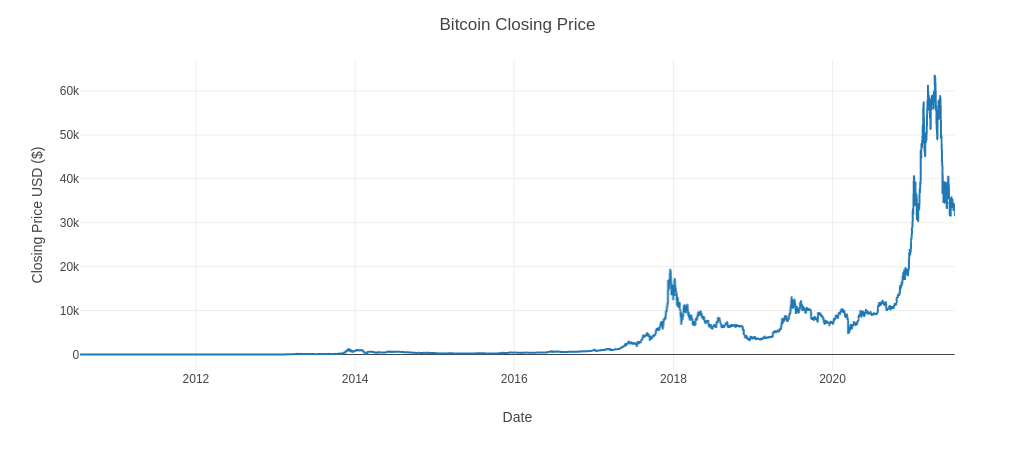 Bitcoin Closing Price
Closing Price USD ($)
60k
50k
40k
30k
20k
10k
0
2012 2014 2016 2018 2020
Date